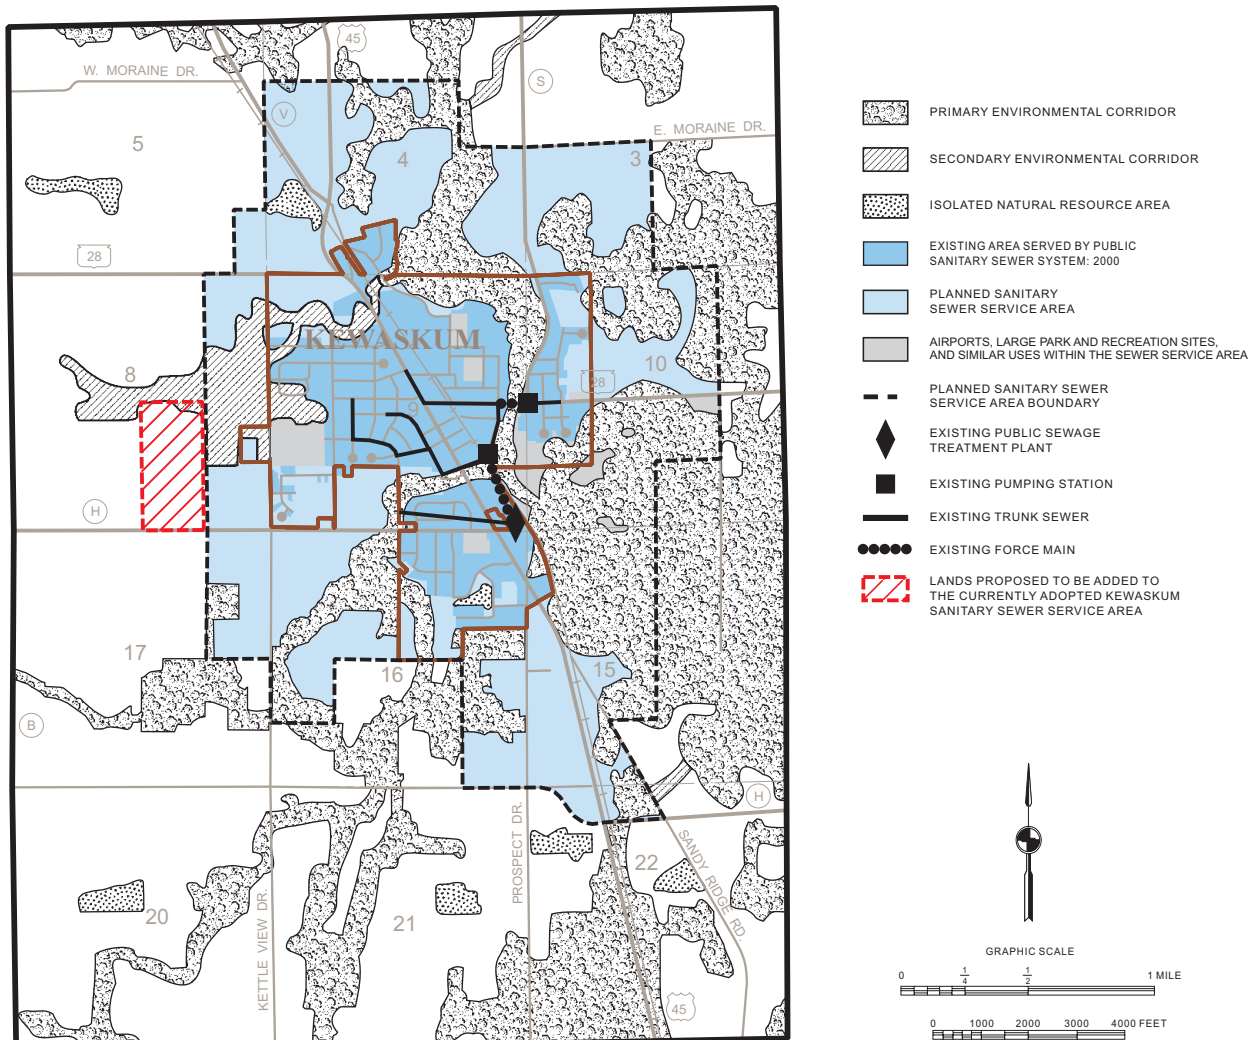 45
W. MORAINE DR.
S
V
5
E. MORAINE DR.
4
3
28
KEWASKUM
10
8
28
9
H
17
16
15
B
H
PROSPECT DR.
SANDY RIDGE RD.
22
KETTLE VIEW DR.
20
21
45
PRIMARY ENVIRONMENTAL CORRIDOR
SECONDARY ENVIRONMENTAL CORRIDOR
ISOLATED NATURAL RESOURCE AREA
EXISTING AREA SERVED BY PUBLIC
SANITARY SEWER SYSTEM: 2000
PLANNED SANITARY
SEWER SERVICE AREA
AIRPORTS, LARGE PARK AND RECREATION SITES,
AND SIMILAR USES WITHIN THE SEWER SERVICE AREA
PLANNED SANITARY SEWER
SERVICE AREA BOUNDARY
EXISTING PUBLIC SEWAGE
TREATMENT PLANT
EXISTING PUMPING STATION
EXISTING TRUNK SEWER
EXISTING FORCE MAIN
LANDS PROPOSED TO BE ADDED TO
THE CURRENTLY ADOPTED KEWASKUM
SANITARY SEWER SERVICE AREA
GRAPHIC SCALE
0 1/4 1/2 1 MILE
0 1000 2000 3000 4000 FEET